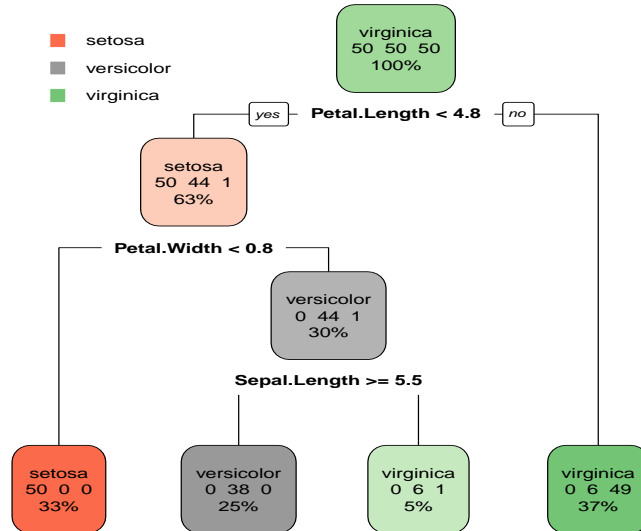 setosa
versicolor
virginica
virginica
50 50 50
100%
yes Petal.Length < 4.8 no
setosa
50 44 1
63%
Petal.Width < 0.8
versicolor
0 44 1
30%
Sepal.Length >= 5.5
setosa
50 0 0
33%
versicolor
0 38 0
25%
virginica
0 6 1
5%
virginica
0 6 49
37%